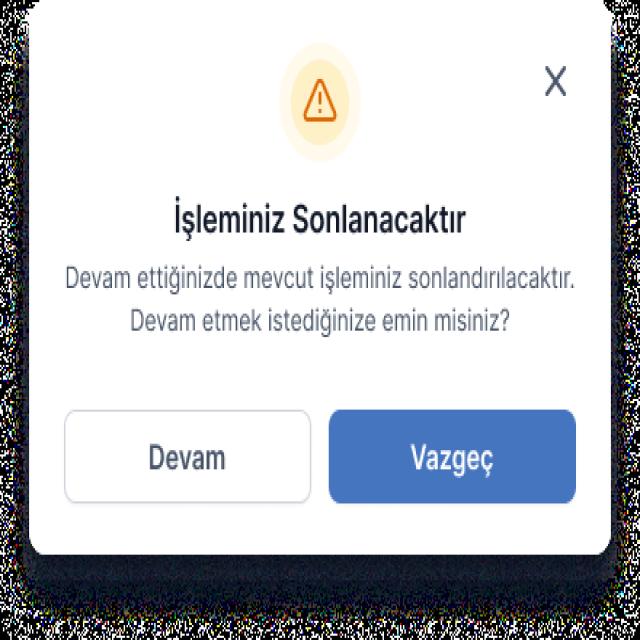 İşleminiz Sonlanacaktır
Devam ettiğinizde mevcut işleminiz sonlandırılacaktır.
Devam etmek istediğinize emin misiniz?
Devam
Vazgeç